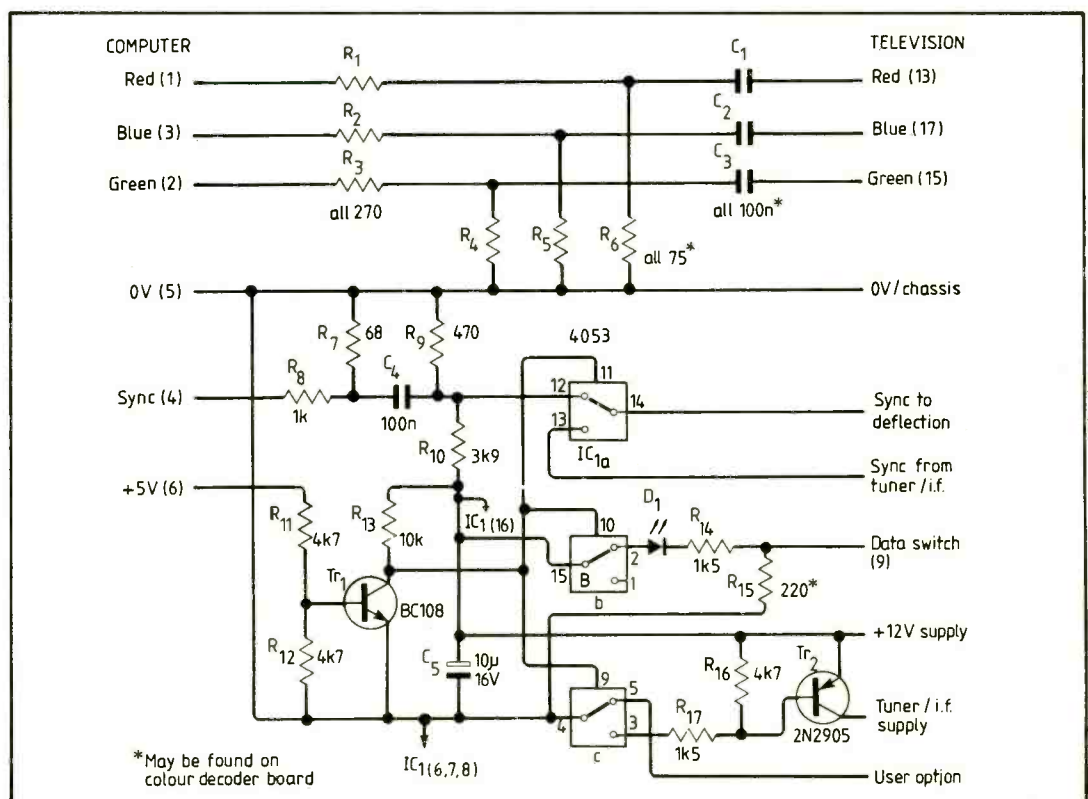 COMPUTER
TELEVISION
Red (1)
R1
C1
Red (13)
Blue (3)
R2
C2
Blue (17)
Green (2)
R3
all 270
C3
all 100n*
Green (15)
R4
R5
R6
all 75*
0V (5)
0V/chassis
R7
68
R9
470
4053
Sync (4)
R8
1k
C4
100n
12
11
13
14
IC1a
Sync to
deflection
R10
3k9
Sync from
tuner / i.f.
+5V (6)
R11
4k7
R13
10k
IC1(16)
10
15
B
2
1
b
D1
R14
1k5
Data switch
(9)
R15
220*
Tr1
BC108
+12V supply
R12
4k7
C5
10µ
16V
9
4
5
3
c
R16
4k7
Tr2
2N2905
R17
1k5
Tuner / i.f.
supply
User option
IC1(6,7,8)
*May be found on
colour decoder board